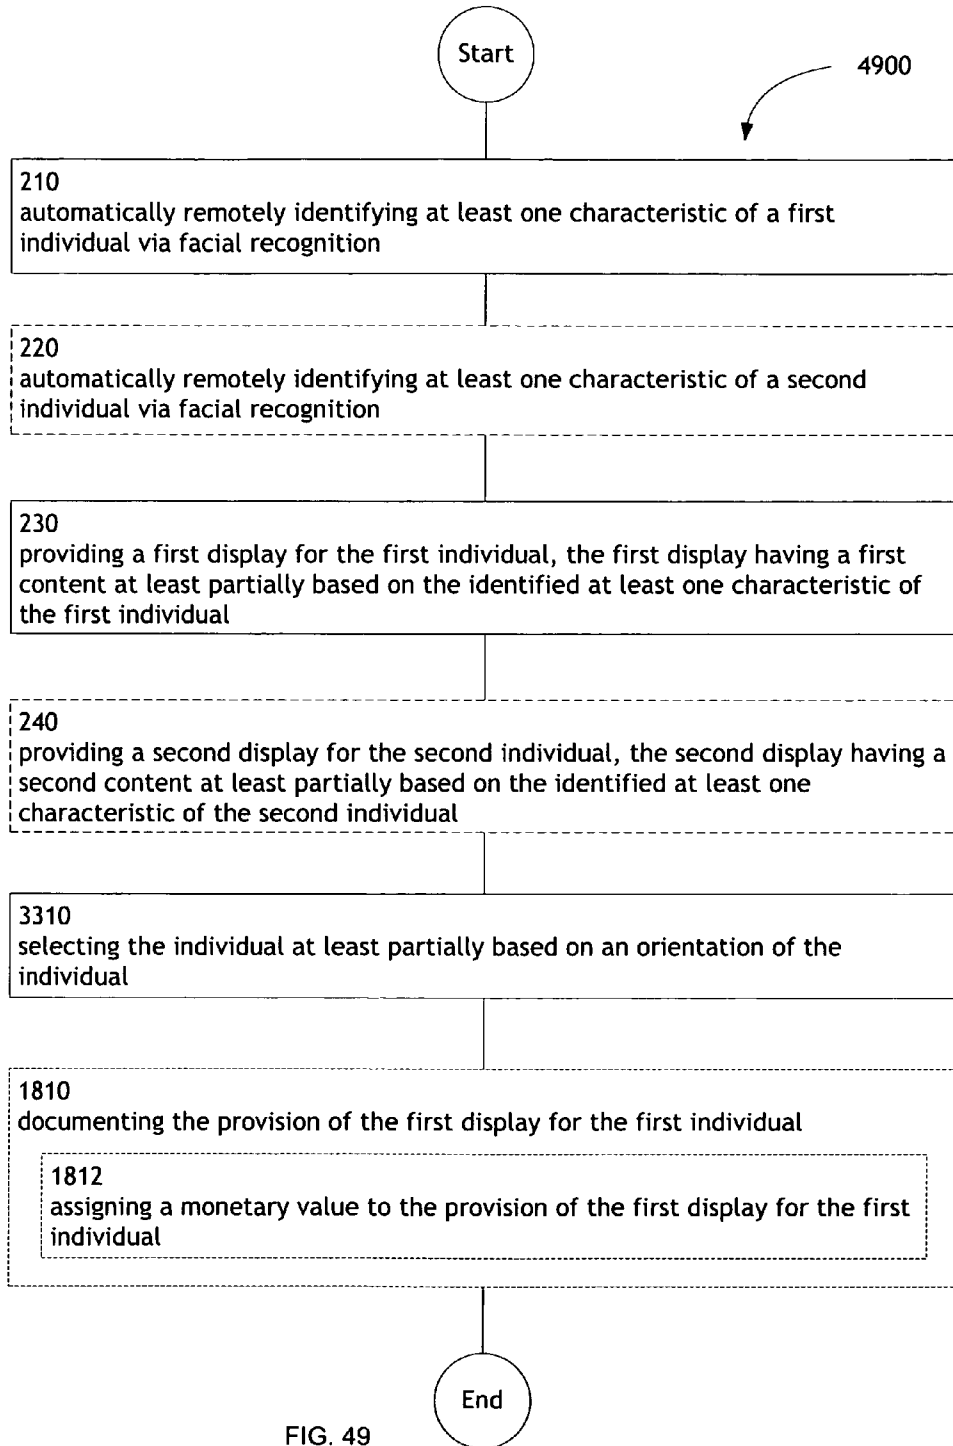 Start
4900
210
automatically remotely identifying at least one characteristic of a first
individual via facial recognition
220
automatically remotely identifying at least one characteristic of a second
individual via facial recognition
230
providing a first display for the first individual, the first display having a first
content at least partially based on the identified at least one characteristic of
the first individual
240
providing a second display for the second individual, the second display having a
second content at least partially based on the identified at least one
characteristic of the second individual
3310
selecting the individual at least partially based on an orientation of the
individual
1810
documenting the provision of the first display for the first individual
1812
assigning a monetary value to the provision of the first display for the first
individual
End
FIG. 49